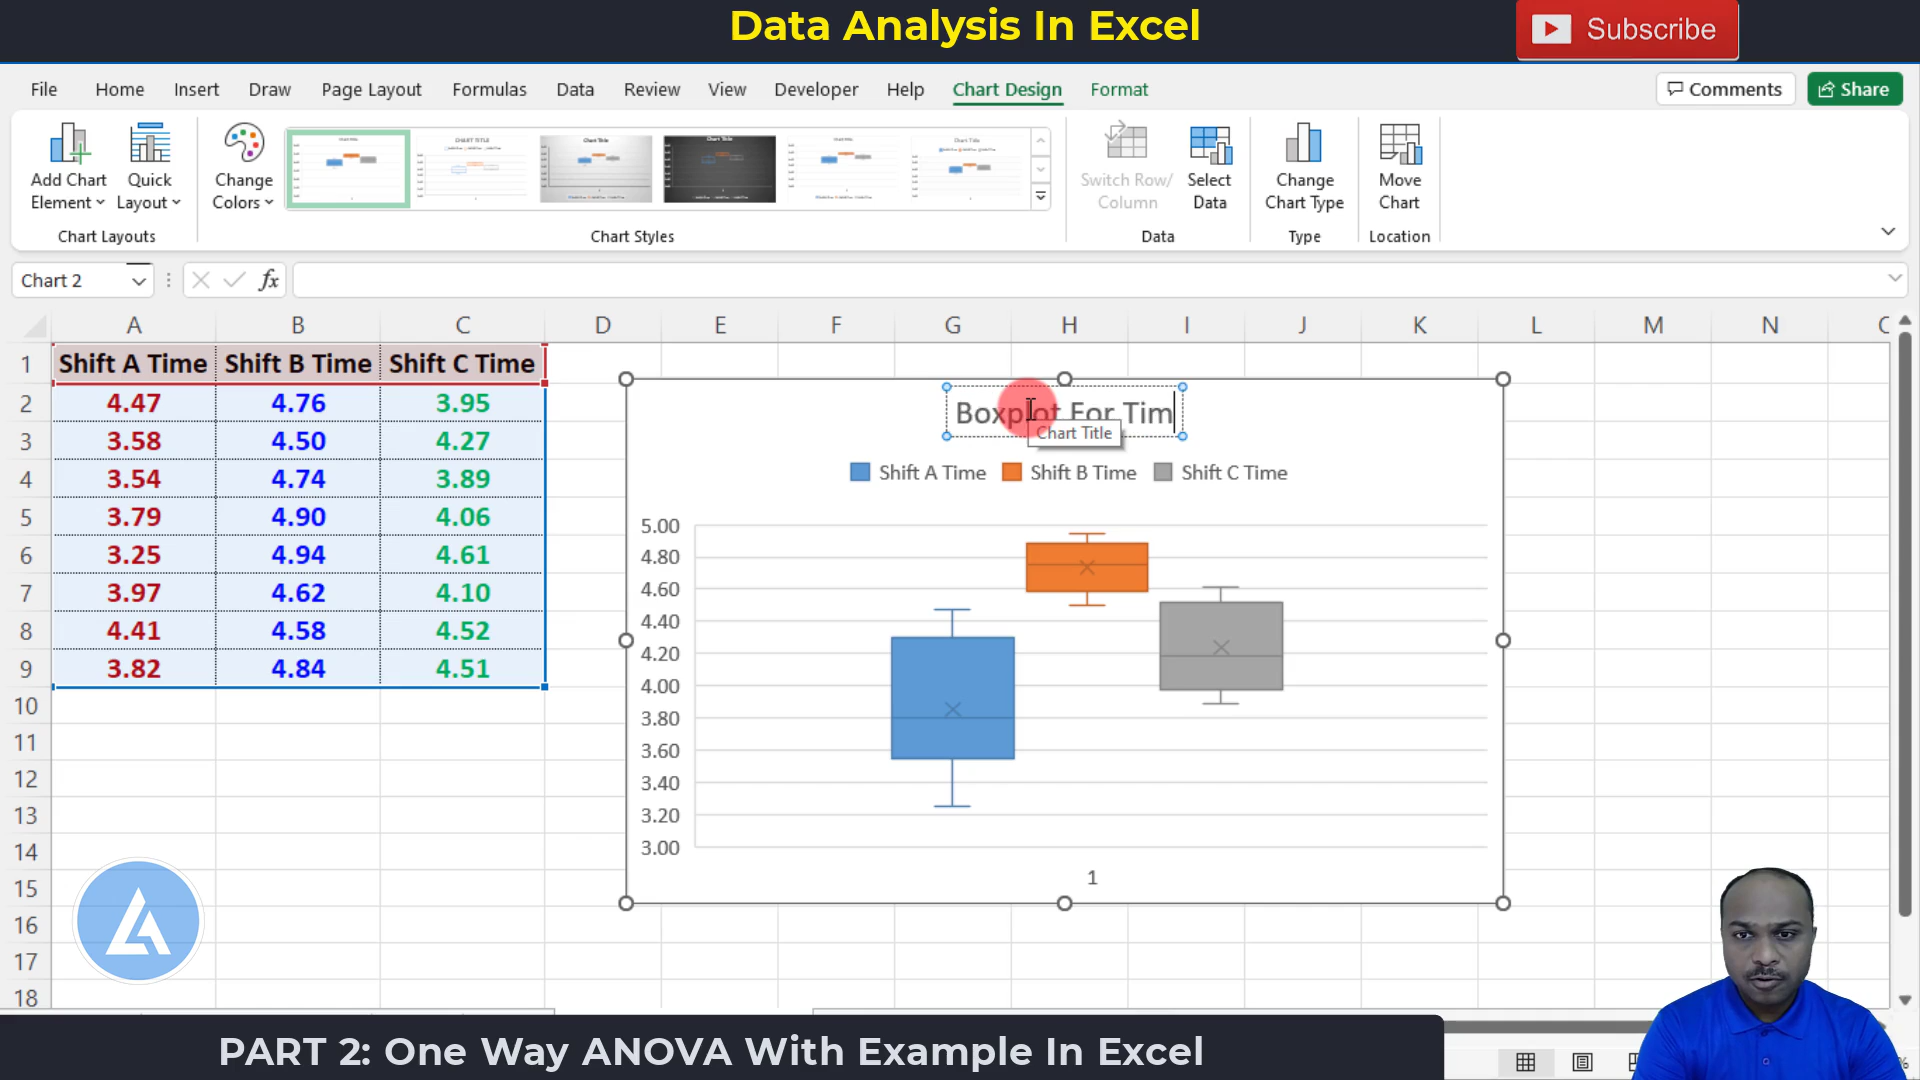 Data Analysis In Excel
Subscribe
File Home Insert Draw Page Layout Formulas Data Review View Developer Help Chart Design Format Comments Share
Add Chart Element
Quick Layout
Change Colors
Switch Row/ Column
Select Data
Change Chart Type
Move Chart
Chart Layouts Chart Styles Data Type Location
Chart 2 fx
A B C D E F G H I J K L M N
1 Shift A Time Shift B Time Shift C Time
2 4.47 4.76 3.95
3 3.58 4.50 4.27
4 3.54 4.74 3.89
5 3.79 4.90 4.06
6 3.25 4.94 4.61
7 3.97 4.62 4.10
8 4.41 4.58 4.52
9 3.82 4.84 4.51
10
11
12
13
14
15
16
17
18
Boxplot For Tim
Chart Title
Shift A Time Shift B Time Shift C Time
5.00
4.80
4.60
4.40
4.20
4.00
3.80
3.60
3.40
3.20
3.00
1
PART 2: One Way ANOVA With Example In Excel